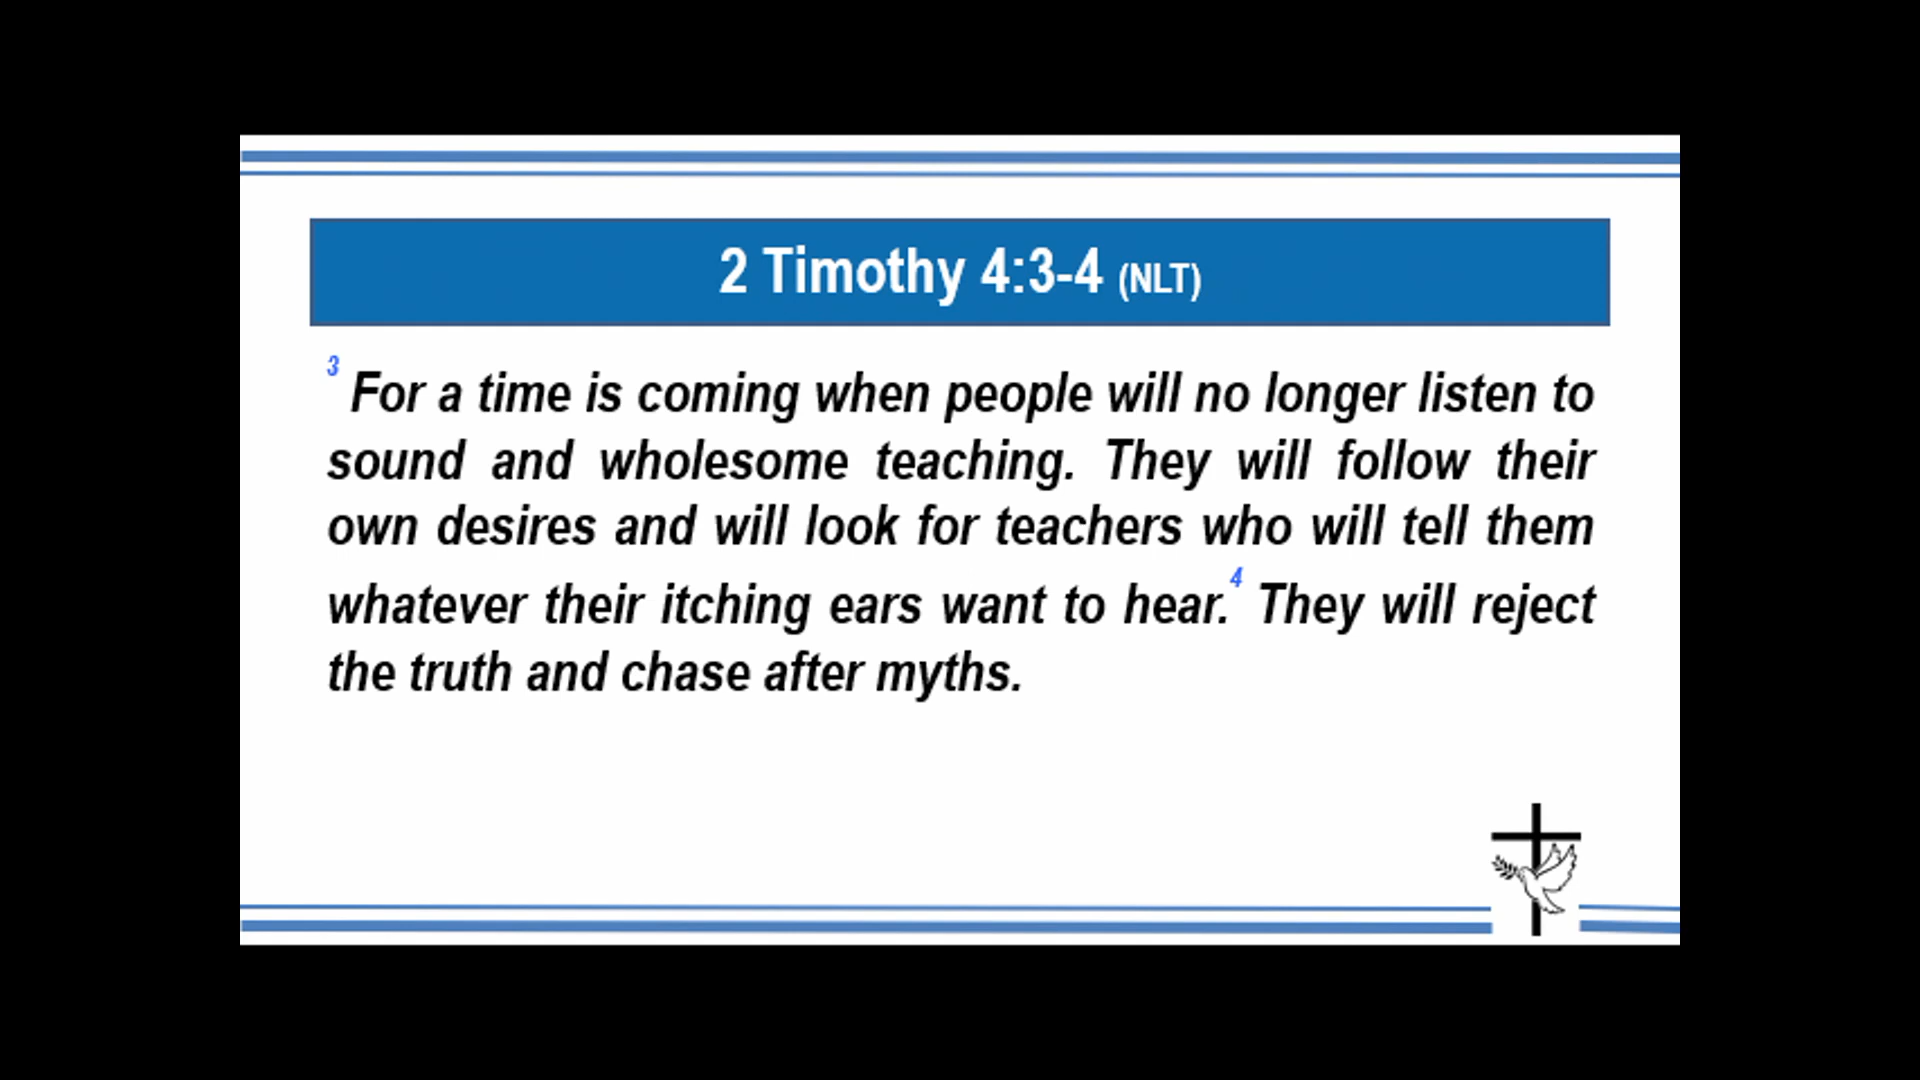 2 Timothy 4:3-4 (NLT)
3 For a time is coming when people will no longer listen to
sound and wholesome teaching. They will follow their
own desires and will look for teachers who will tell them
whatever their itching ears want to hear.4 They will reject
the truth and chase after myths.